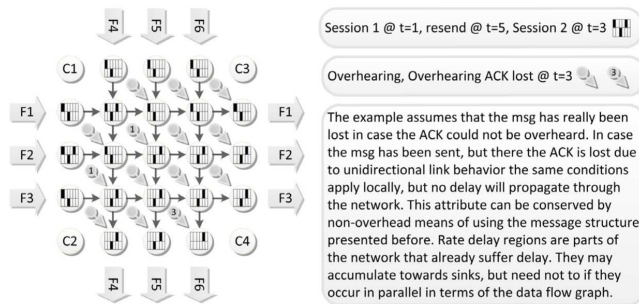 F4 F5 F6
C1 C3
F1 F1
1
F2 F2
1
F3 F3
3
C2 C4
F4 F5 F6
Session 1 @ t=1, resend @ t=5, Session 2 @ t=3
Overhearing, Overhearing ACK lost @ t=3 3
The example assumes that the msg has really been
lost in case the ACK could not be overheard. In case
the msg has been sent, but there the ACK is lost due
to unidirectional link behavior the same conditions
apply locally, but no delay will propagate through
the network. This attribute can be conserved by
non-overhead means of using the message structure
presented before. Rate delay regions are parts of
the network that already suffer delay. They may
accumulate towards sinks, but need not to if they
occur in parallel in terms of the data flow graph.